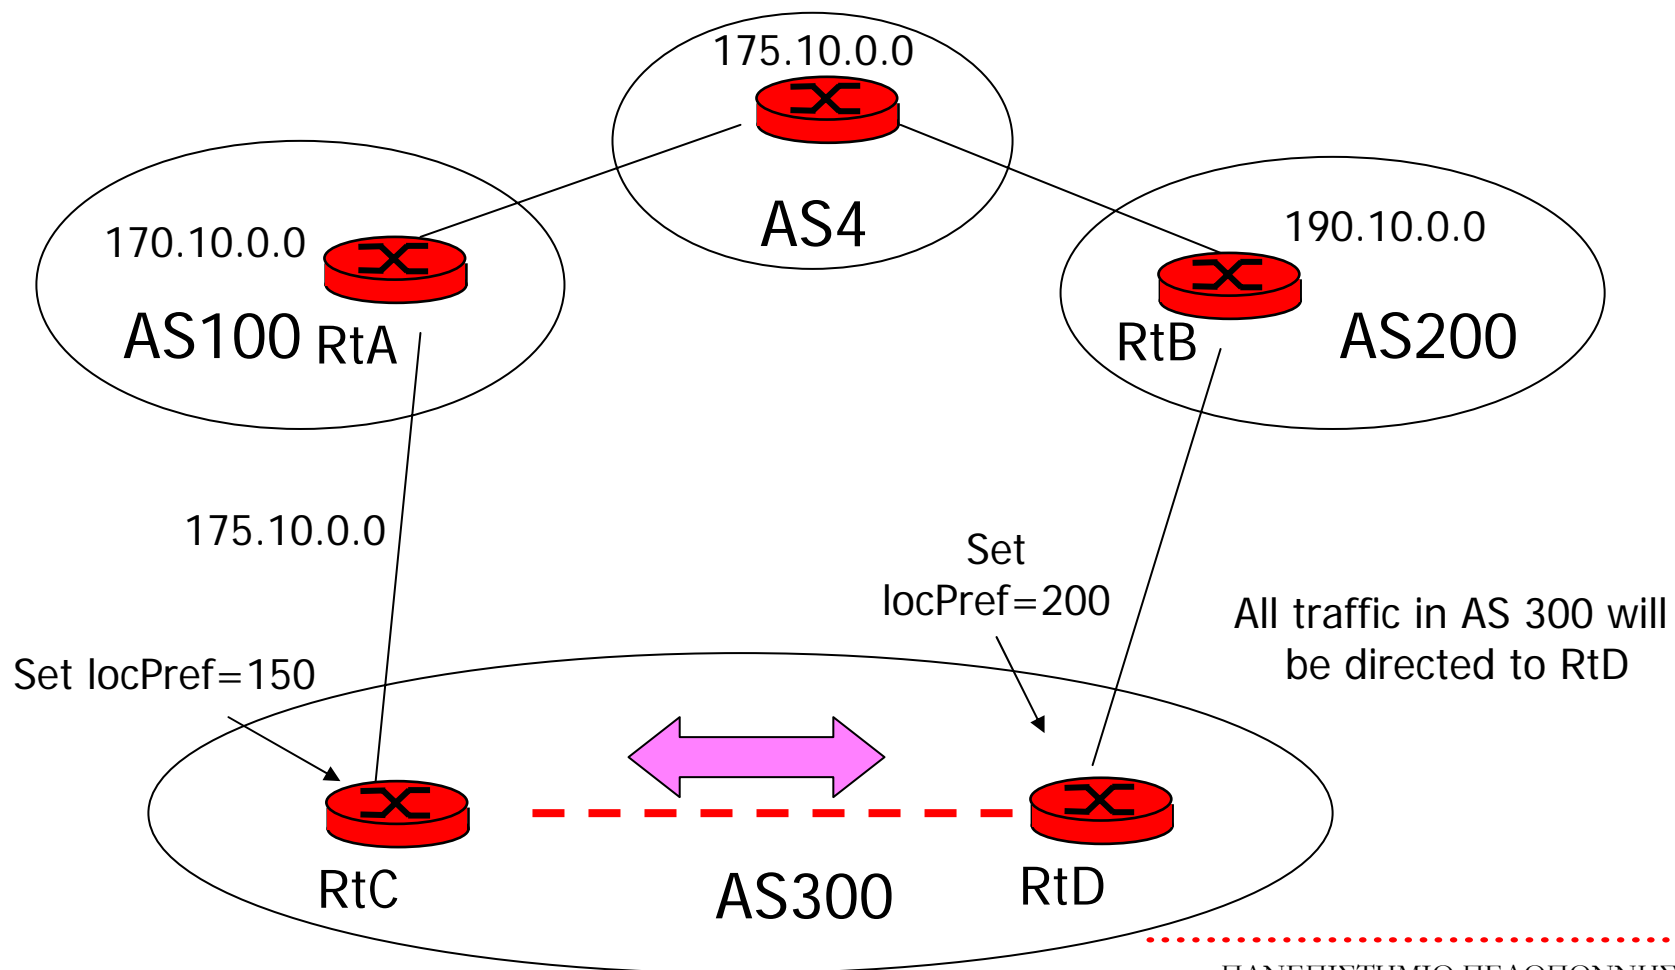 175.10.0.0
AS4
170.10.0.0
AS100
RtA
190.10.0.0
RtB
AS200
175.10.0.0
Set
locPref=200
All traffic in AS 300 will
be directed to RtD
Set locPref=150
RtC
AS300
RtD